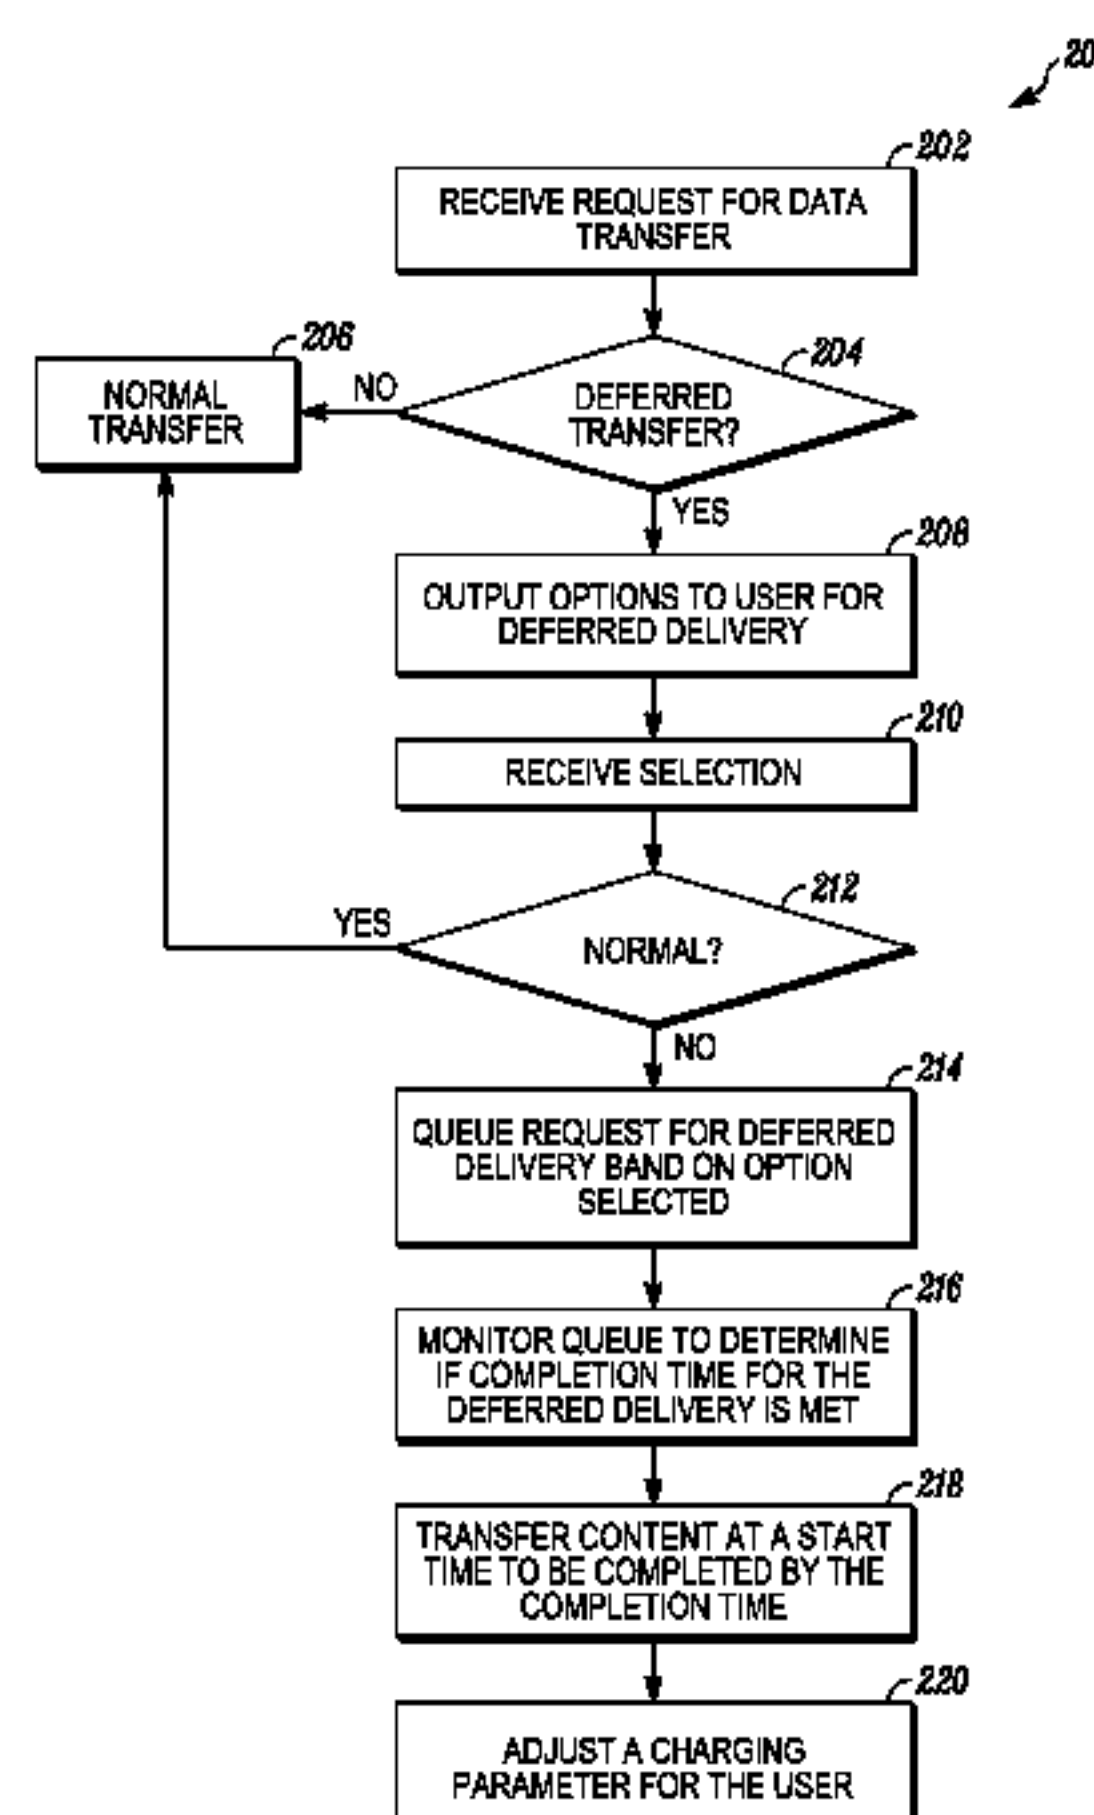 20
202
RECEIVE REQUEST FOR DATA
TRANSFER
206
NORMAL
TRANSFER
NO
204
DEFERRED
TRANSFER?
YES
208
OUTPUT OPTIONS TO USER FOR
DEFERRED DELIVERY
210
RECEIVE SELECTION
212
YES
NORMAL?
NO
214
QUEUE REQUEST FOR DEFERRED
DELIVERY BAND ON OPTION
SELECTED
216
MONITOR QUEUE TO DETERMINE
IF COMPLETION TIME FOR THE
DEFERRED DELIVERY IS MET
218
TRANSFER CONTENT AT A START
TIME TO BE COMPLETED BY THE
COMPLETION TIME
220
ADJUST A CHARGING
PARAMETER FOR THE USER